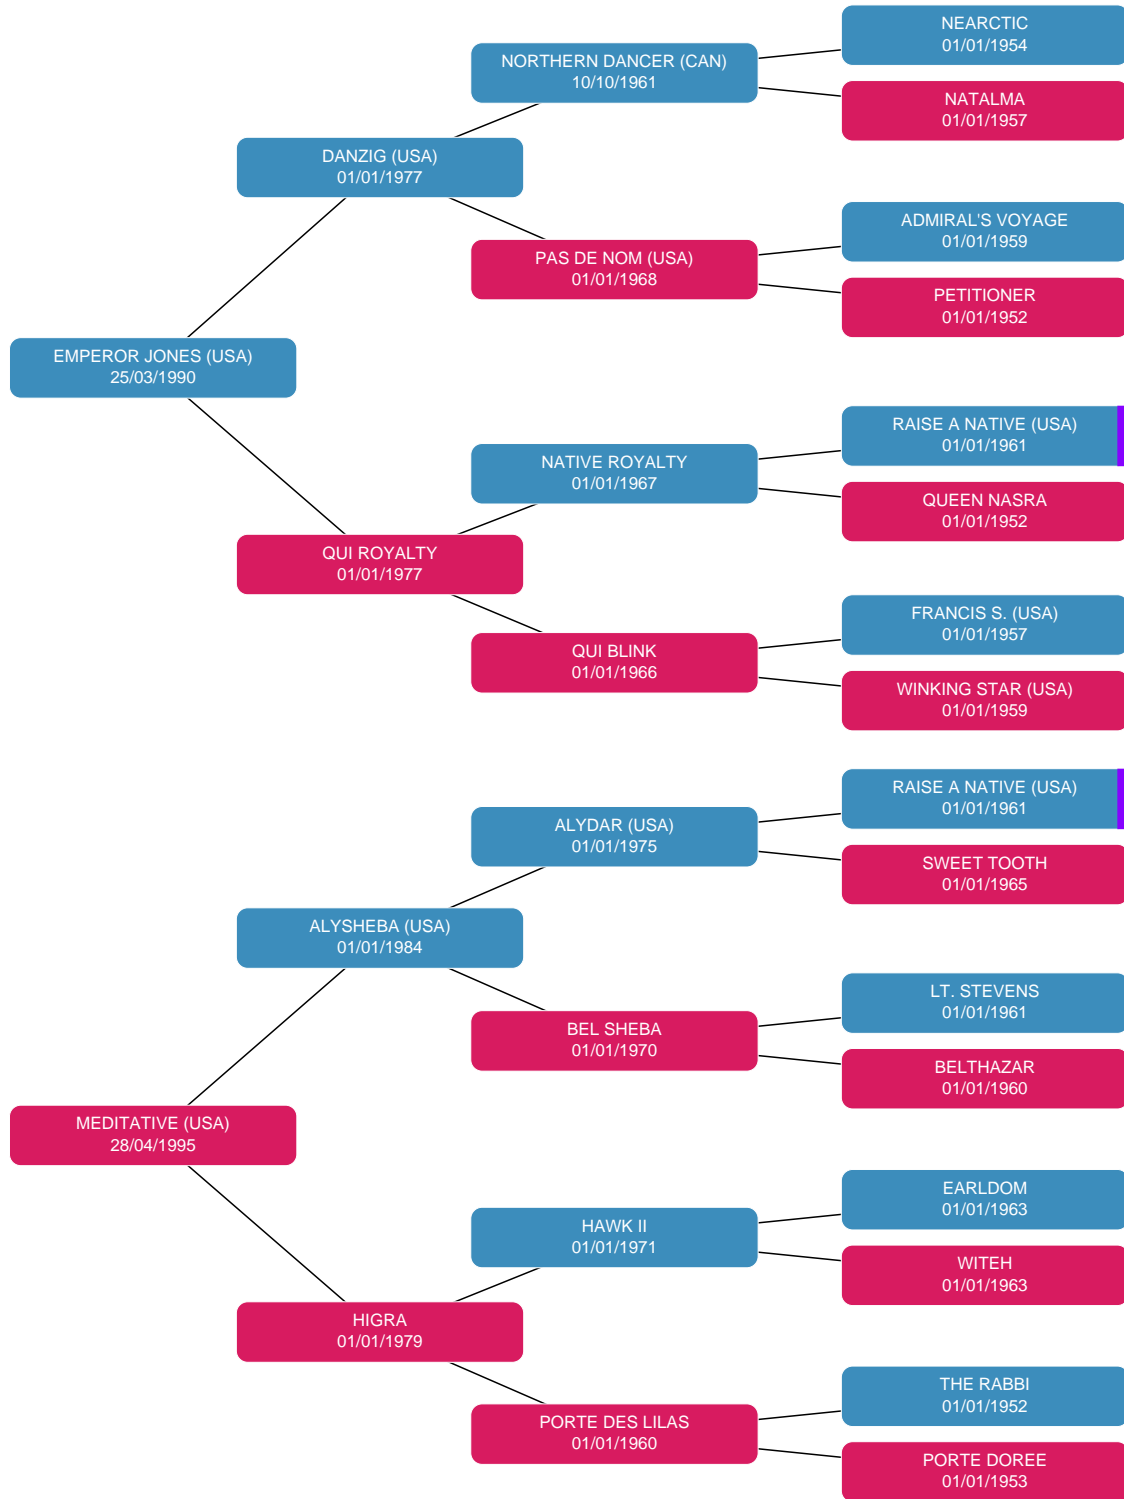 NEARCTIC
01/01/1954
NORTHERN DANCER (CAN)
10/10/1961
NATALMA
01/01/1957
DANZIG (USA)
01/01/1977
ADMIRAL'S VOYAGE
01/01/1959
PAS DE NOM (USA)
01/01/1968
PETITIONER
01/01/1952
EMPEROR JONES (USA)
25/03/1990
RAISE A NATIVE (USA)
01/01/1961
NATIVE ROYALTY
01/01/1967
QUEEN NASRA
01/01/1952
QUI ROYALTY
01/01/1977
FRANCIS S. (USA)
01/01/1957
QUI BLINK
01/01/1966
WINKING STAR (USA)
01/01/1959
RAISE A NATIVE (USA)
01/01/1961
ALYDAR (USA)
01/01/1975
SWEET TOOTH
01/01/1965
ALYSHEBA (USA)
01/01/1984
LT. STEVENS
01/01/1961
BEL SHEBA
01/01/1970
BELTHAZAR
01/01/1960
MEDITATIVE (USA)
28/04/1995
EARLDOM
01/01/1963
HAWK II
01/01/1971
WITEH
01/01/1963
HIGRA
01/01/1979
THE RABBI
01/01/1952
PORTE DES LILAS
01/01/1960
PORTE DOREE
01/01/1953